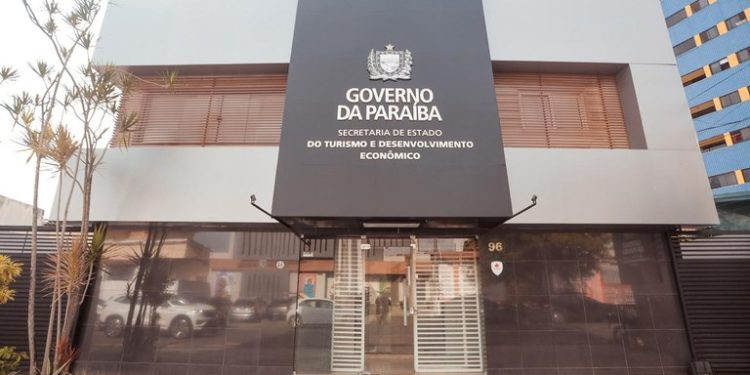 GOVERNO
DA PARAÍBA
SECRETARIA DE ESTADO
DO TURISMO E DESENVOLVIMENTO
ECONÔMICO
96